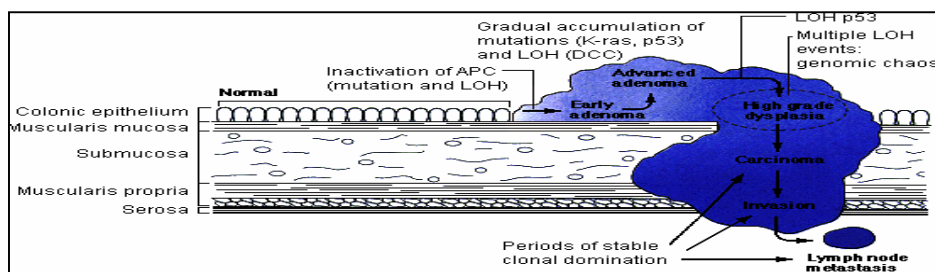 Gradual accumulation of
mutations (K-ras, p53)
and LOH (DCC)
LOH p53
Multiple LOH
events:
genomic chaos
Inactivation of APC
(mutation and LOH)
Normal
Advanced
adenoma
Early
adenoma
High grade
dysplasia
Colonic epithelium
Muscularis mucosa
Submucosa
Carcinoma
Muscularis propria
Serosa
Invasion
Periods of stable
clonal domination
Lymph node
metastasis